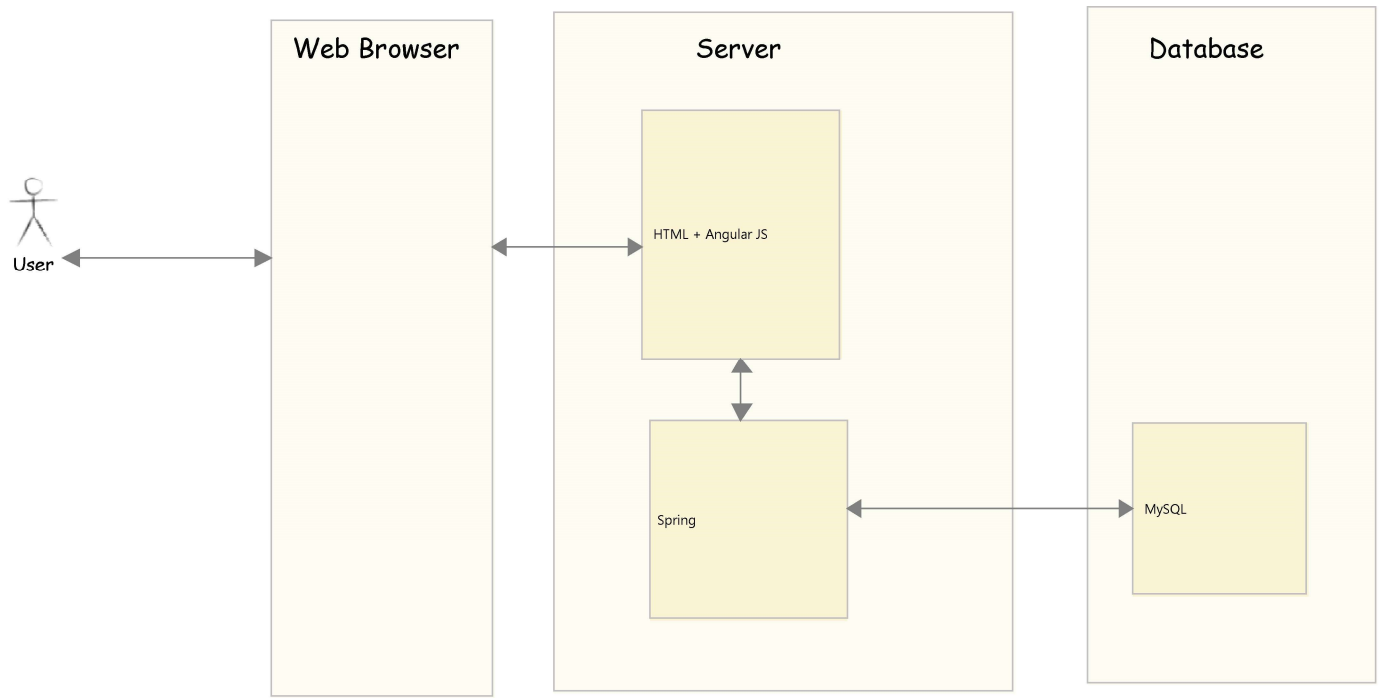 Web Browser
Server
Database
User
HTML + Angular JS
Spring
MySQL